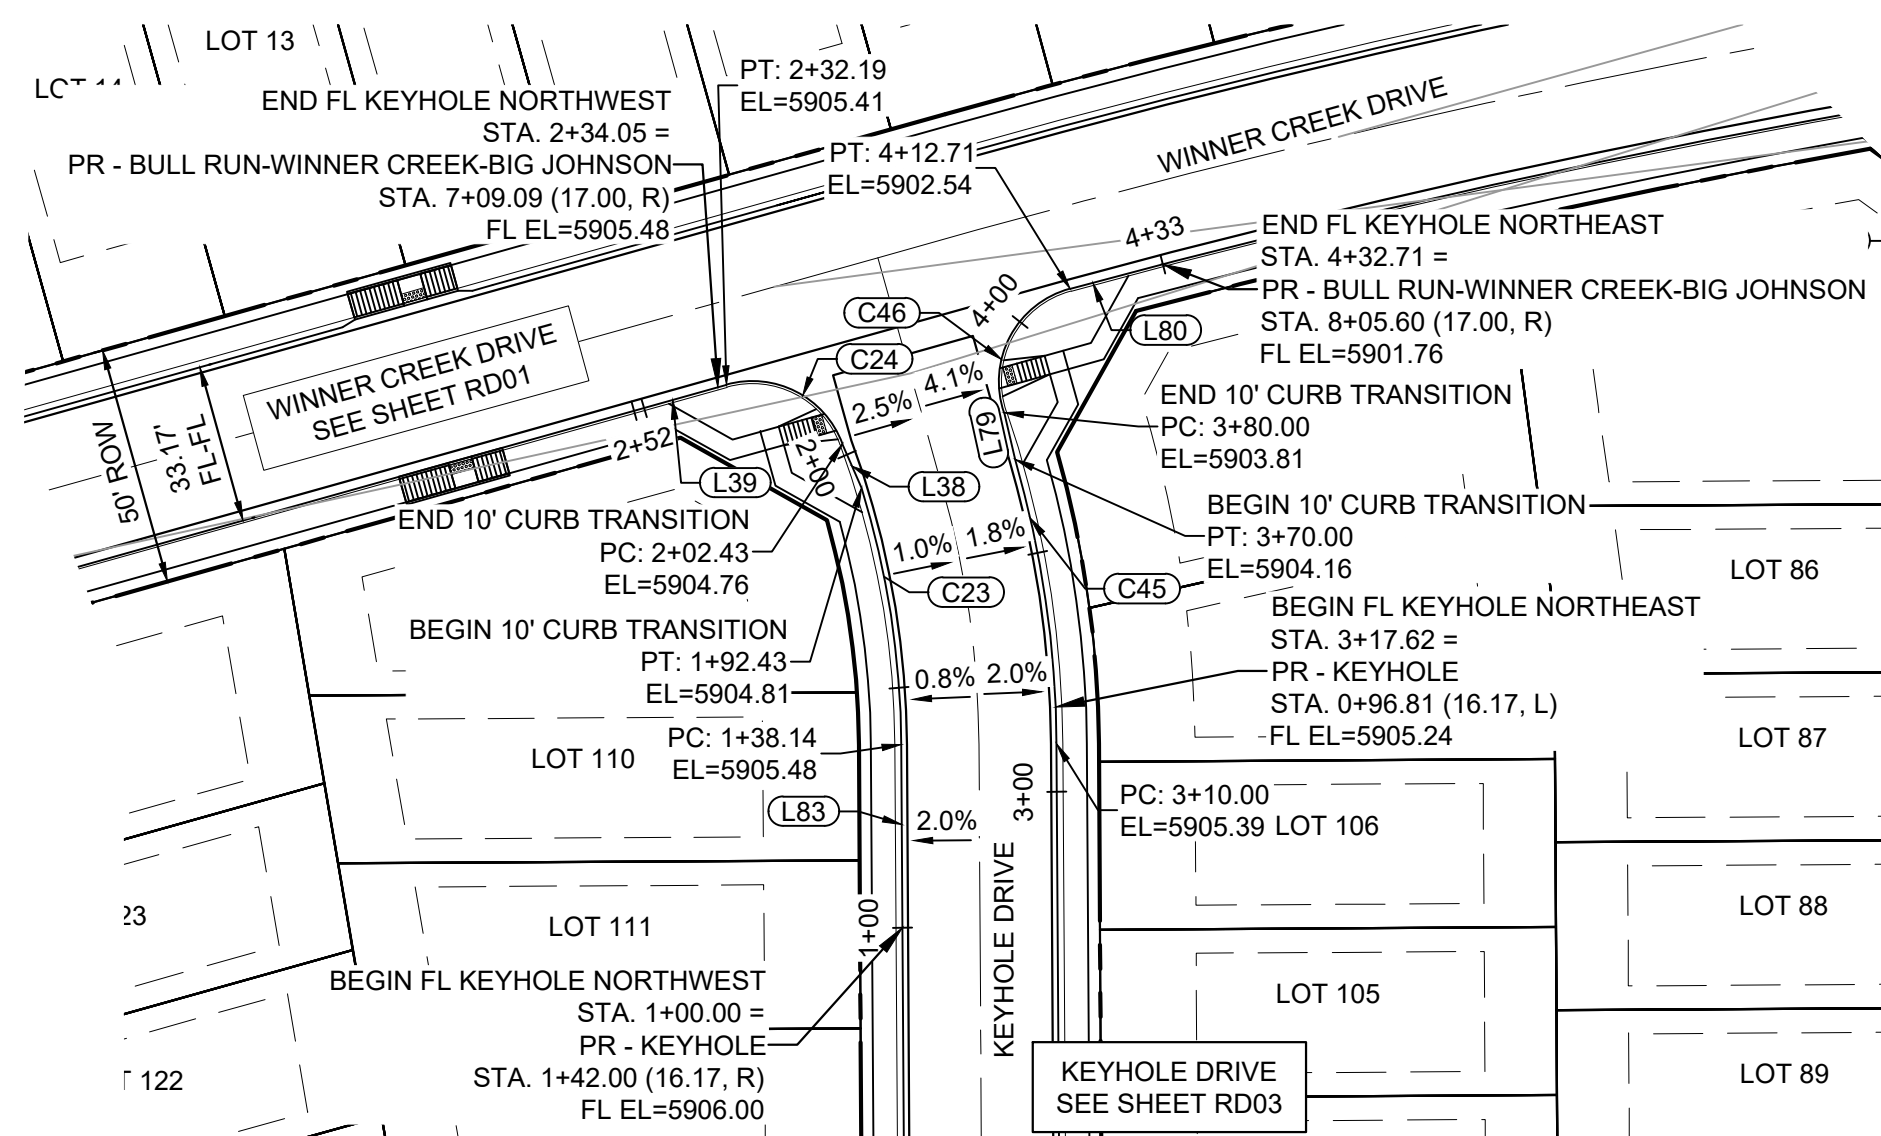 LOT 13
PT: 2+32.19
EL=5905.41
END FL KEYHOLE NORTHWEST
STA. 2+34.05 =
PR - BULL RUN-WINNER CREEK-BIG JOHNSON
STA. 7+09.09 (17.00, R)
FL EL=5905.48
WINNER CREEK DRIVE
PT: 4+12.71
EL=5902.54
4+33
END FL KEYHOLE NORTHEAST
STA. 4+32.71 =
PR - BULL RUN-WINNER CREEK-BIG JOHNSON
STA. 8+05.60 (17.00, R)
FL EL=5901.76
4+00
C46
L80
C24
WINNER CREEK DRIVE
SEE SHEET RD01
50' ROW
33.17'
FL-FL
2.5%
4.1%
L79
END 10' CURB TRANSITION
PC: 3+80.00
EL=5903.81
2+52
2+00
L39
L38
END 10' CURB TRANSITION
PC: 2+02.43
EL=5904.76
BEGIN 10' CURB TRANSITION
PT: 3+70.00
EL=5904.16
1.0%
1.8%
C23
C45
LOT 86
BEGIN 10' CURB TRANSITION
PT: 1+92.43
EL=5904.81
BEGIN FL KEYHOLE NORTHEAST
STA. 3+17.62 =
PR - KEYHOLE
STA. 0+96.81 (16.17, L)
FL EL=5905.24
0.8%
2.0%
LOT 110
PC: 1+38.14
EL=5905.48
LOT 87
L83
2.0%
3+00
PC: 3+10.00
EL=5905.39
LOT 106
23
LOT 111
1+00
KEYHOLE DRIVE
LOT 88
BEGIN FL KEYHOLE NORTHWEST
STA. 1+00.00 =
PR - KEYHOLE
STA. 1+42.00 (16.17, R)
FL EL=5906.00
LOT 105
122
KEYHOLE DRIVE
SEE SHEET RD03
LOT 89